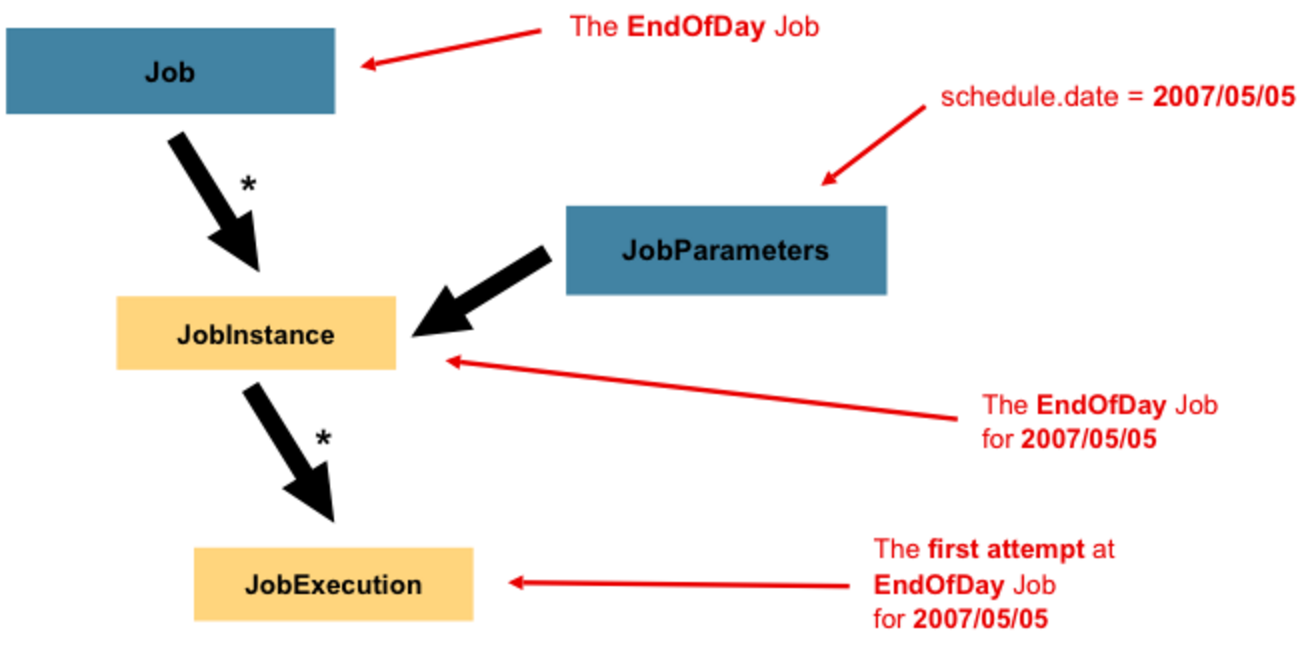 The EndOfDay Job
Job
schedule.date = 2007/05/05
*
JobParameters
JobInstance
The EndOfDay Job
for 2007/05/05
*
The first attempt at
EndOfDay Job
for 2007/05/05
JobExecution